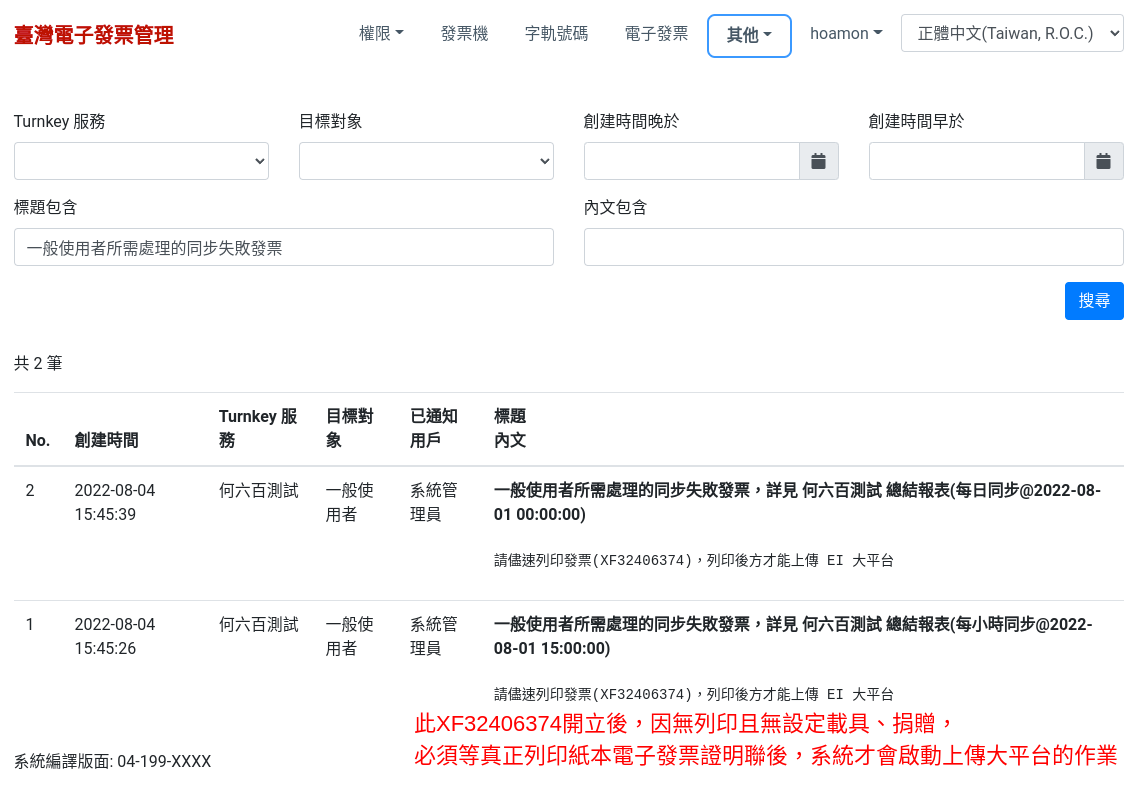 臺灣電子發票管理 權限 發票機 字軌號碼 電子發票 其他 hoamon 正體中文(Taiwan, R.O.C.)
Turnkey 服務 目標對象 創建時間晚於 創建時間早於
標題包含 內文包含
一般使用者所需處理的同步失敗發票
搜尋
共 2 筆
No. 創建時間 Turnkey 服務 目標對象 已通知用戶 標題
內文
2 2022-08-04 15:45:39 何六百測試 一般使用者 系統管理員 一般使用者所需處理的同步失敗發票，詳見 何六百測試 總結報表(每日同步@2022-08-
01 00:00:00)
請儘速列印發票(XF32406374)，列印後方才能上傳 EI 大平台
1 2022-08-04 15:45:26 何六百測試 一般使用者 系統管理員 一般使用者所需處理的同步失敗發票，詳見 何六百測試 總結報表(每小時同步@2022-
08-01 15:00:00)
請儘速列印發票(XF32406374)，列印後方才能上傳 EI 大平台
此XF32406374開立後，因無列印且無設定載具、捐贈，
必須等真正列印紙本電子發票證明聯後，系統才會啟動上傳大平台的作業
系統編譯版面: 04-199-XXXX